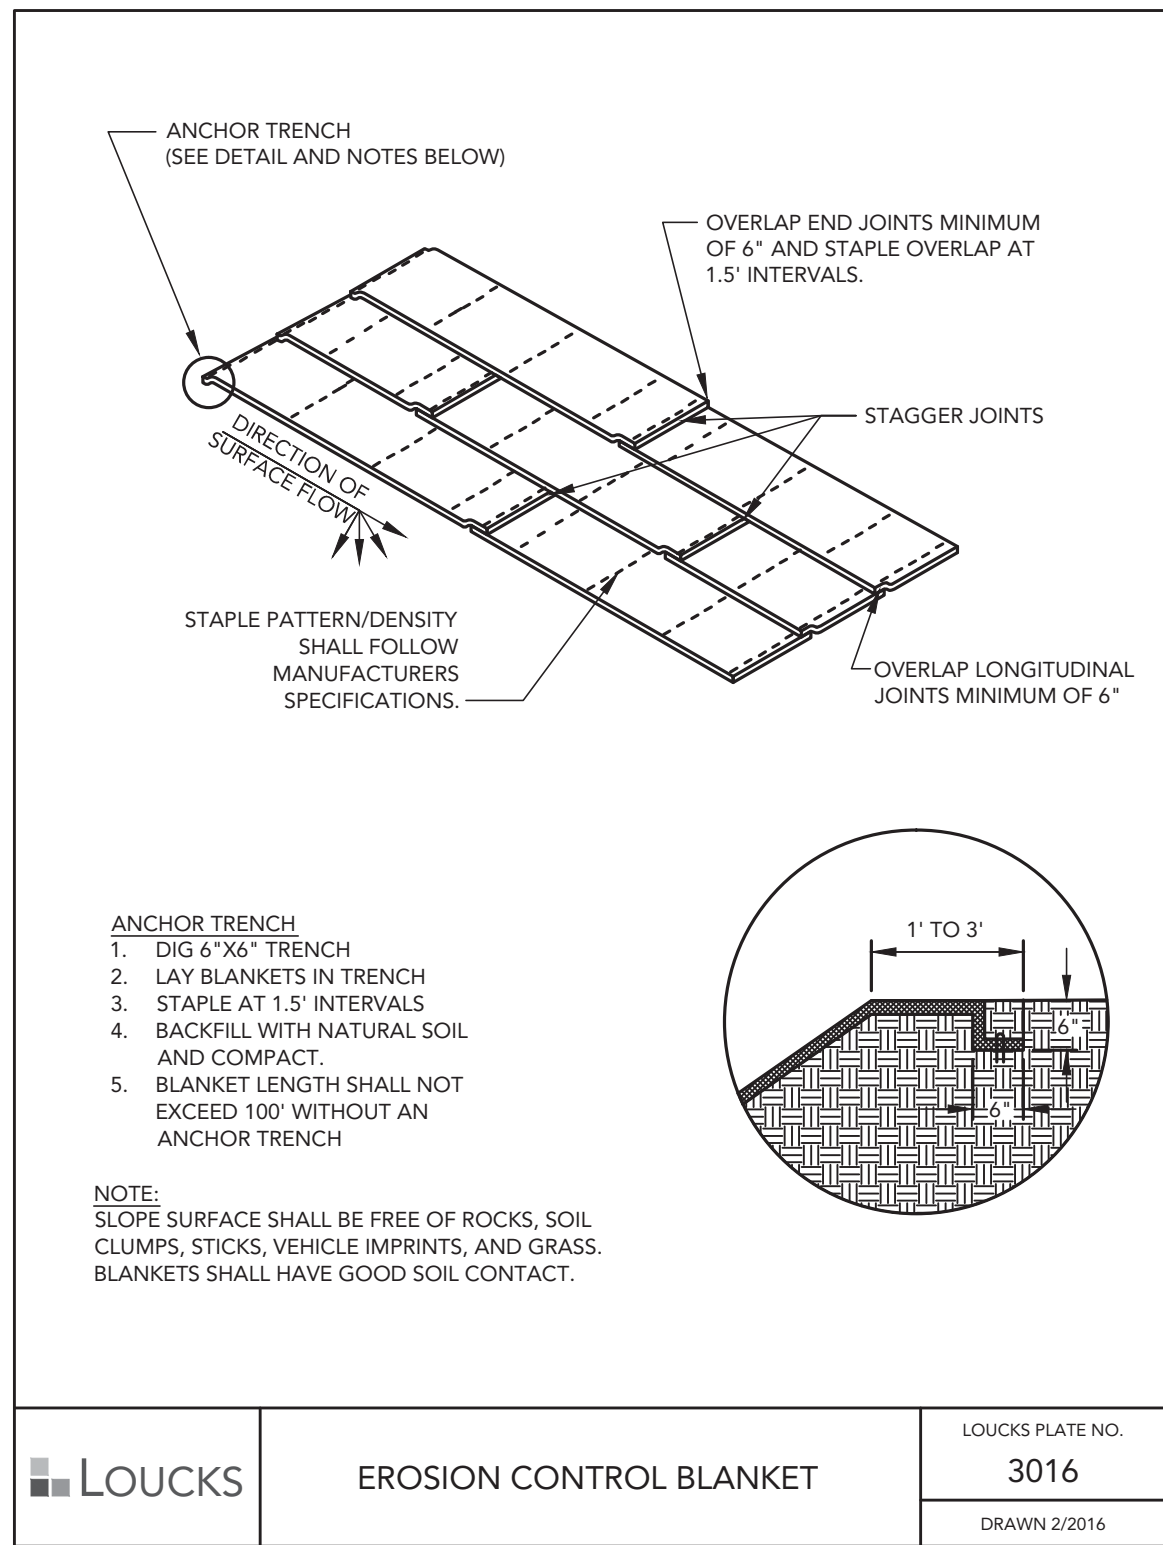 ANCHOR TRENCH
(SEE DETAIL AND NOTES BELOW)
OVERLAP END JOINTS MINIMUM
OF 6" AND STAPLE OVERLAP AT
1.5' INTERVALS.
STAGGER JOINTS
DIRECTION OF
SURFACE FLOW
STAPLE PATTERN/DENSITY
SHALL FOLLOW
MANUFACTURERS
SPECIFICATIONS.
OVERLAP LONGITUDINAL
JOINTS MINIMUM OF 6"
ANCHOR TRENCH
1. DIG 6"X6" TRENCH
2. LAY BLANKETS IN TRENCH
3. STAPLE AT 1.5' INTERVALS
4. BACKFILL WITH NATURAL SOIL
AND COMPACT.
5. BLANKET LENGTH SHALL NOT
EXCEED 100' WITHOUT AN
ANCHOR TRENCH
1' TO 3'
6"
6"
NOTE:
SLOPE SURFACE SHALL BE FREE OF ROCKS, SOIL
CLUMPS, STICKS, VEHICLE IMPRINTS, AND GRASS.
BLANKETS SHALL HAVE GOOD SOIL CONTACT.
LOUCKS
EROSION CONTROL BLANKET
LOUCKS PLATE NO.
3016
DRAWN 2/2016